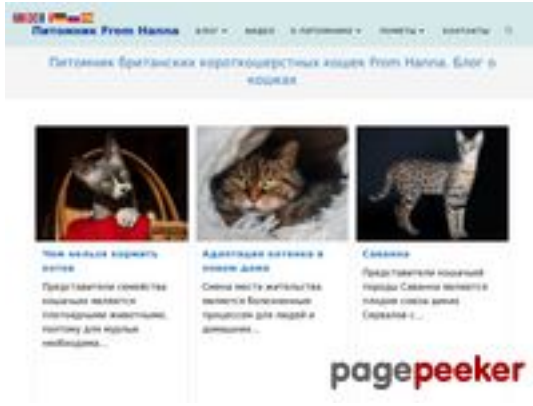 Питомник From Hanna БЛОГ ВИДЕО О ПИТОМНИКЕ ПОМЕТЫ КОНТАКТЫ
Питомник британских короткошерстных кошек From Hanna. Блог о
кошках
Чем нельзя кормить
котов
Представители семейства
кошачьих являются
плотоядными животными,
поэтому для мурлык
необходима...
Адаптация котенка в
новом доме
Смена места жительства
является болезненным
процессом для людей и
домашних...
Саванна
Представители кошачьей
породы Саванна являются
плодом союза диких
Сервалов с...
pagepeeker